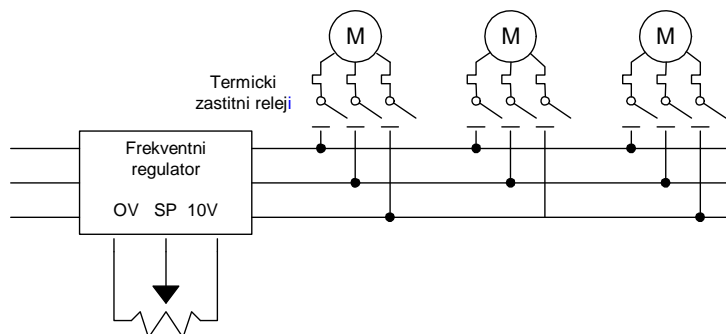 M M M
Termicki
zastitni releji
Frekventni
regulator
OV SP 10V